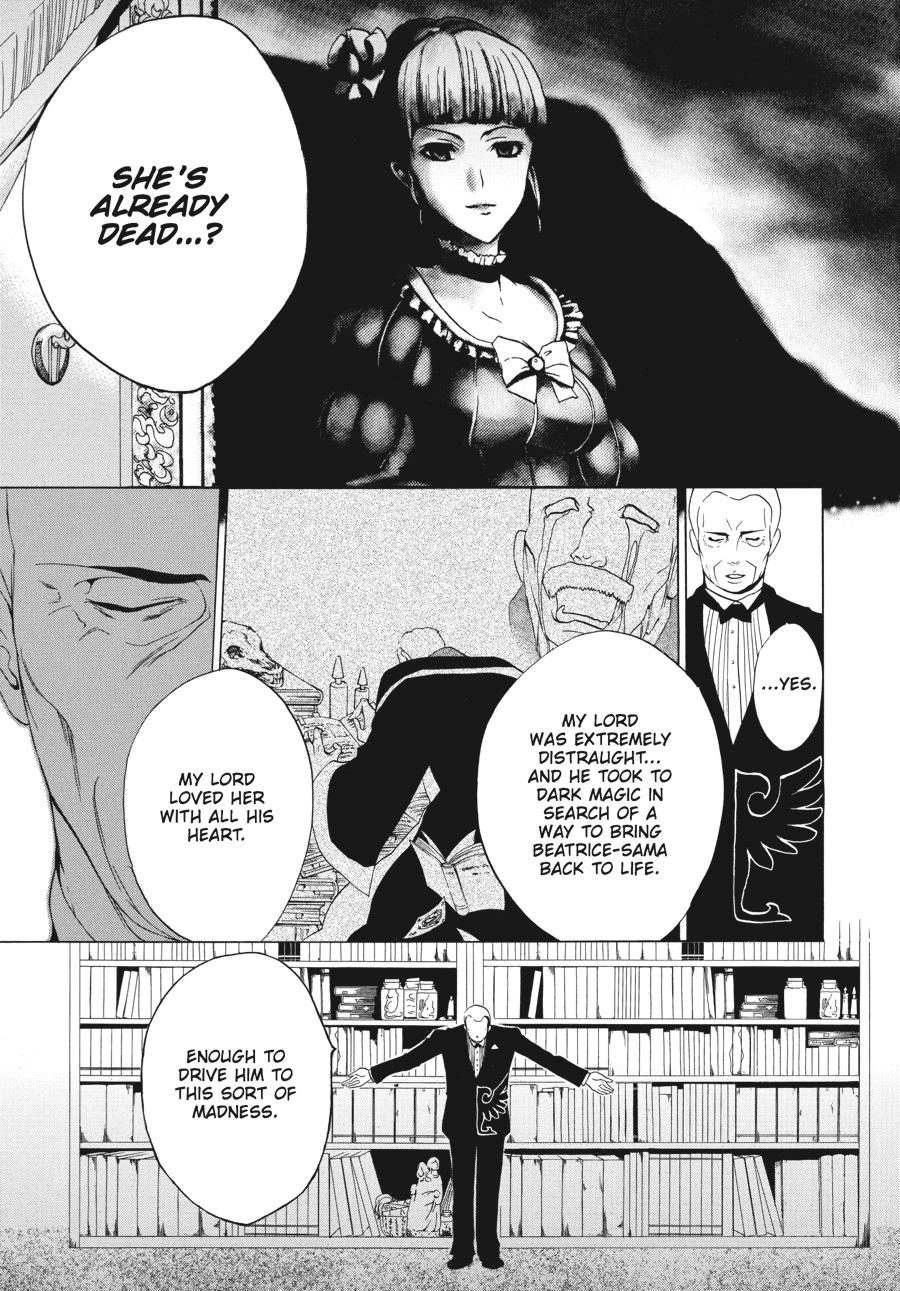 SHE'S
ALREADY
DEAD...?
...YES.
MY LORD
WAS EXTREMELY
DISTRAUGHT...
AND HE TOOK TO
DARK MAGIC IN
SEARCH OF A
WAY TO BRING
BEATRICE-SAMA
BACK TO LIFE.
MY LORD
LOVED HER
WITH ALL HIS
HEART.
ENOUGH TO
DRIVE HIM TO
THIS SORT OF
MADNESS.